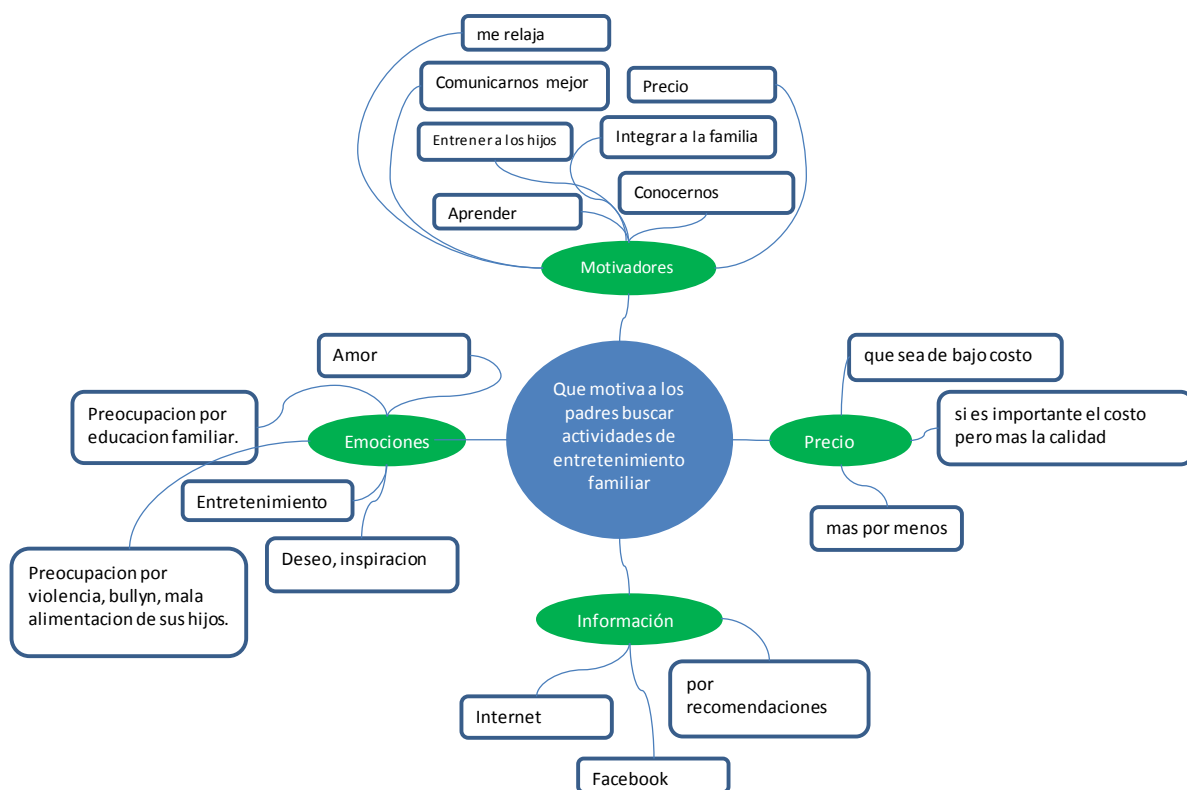 me relaja
Comunicarnos mejor
Precio
Entrener a los hijos
Integrar a la familia
Conocernos
Aprender
Motivadores
Amor
Preocupacion por
educacion familiar.
Emociones
Entretenimiento
Deseo, inspiracion
Preocupacion por
violencia, bullyn, mala
alimentacion de sus hijos.
Que motiva a los
padres buscar
actividades de
entretenimiento
familiar
que sea de bajo costo
si es importante el costo
pero mas la calidad
Precio
mas por menos
Información
Internet
por
recomendaciones
Facebook